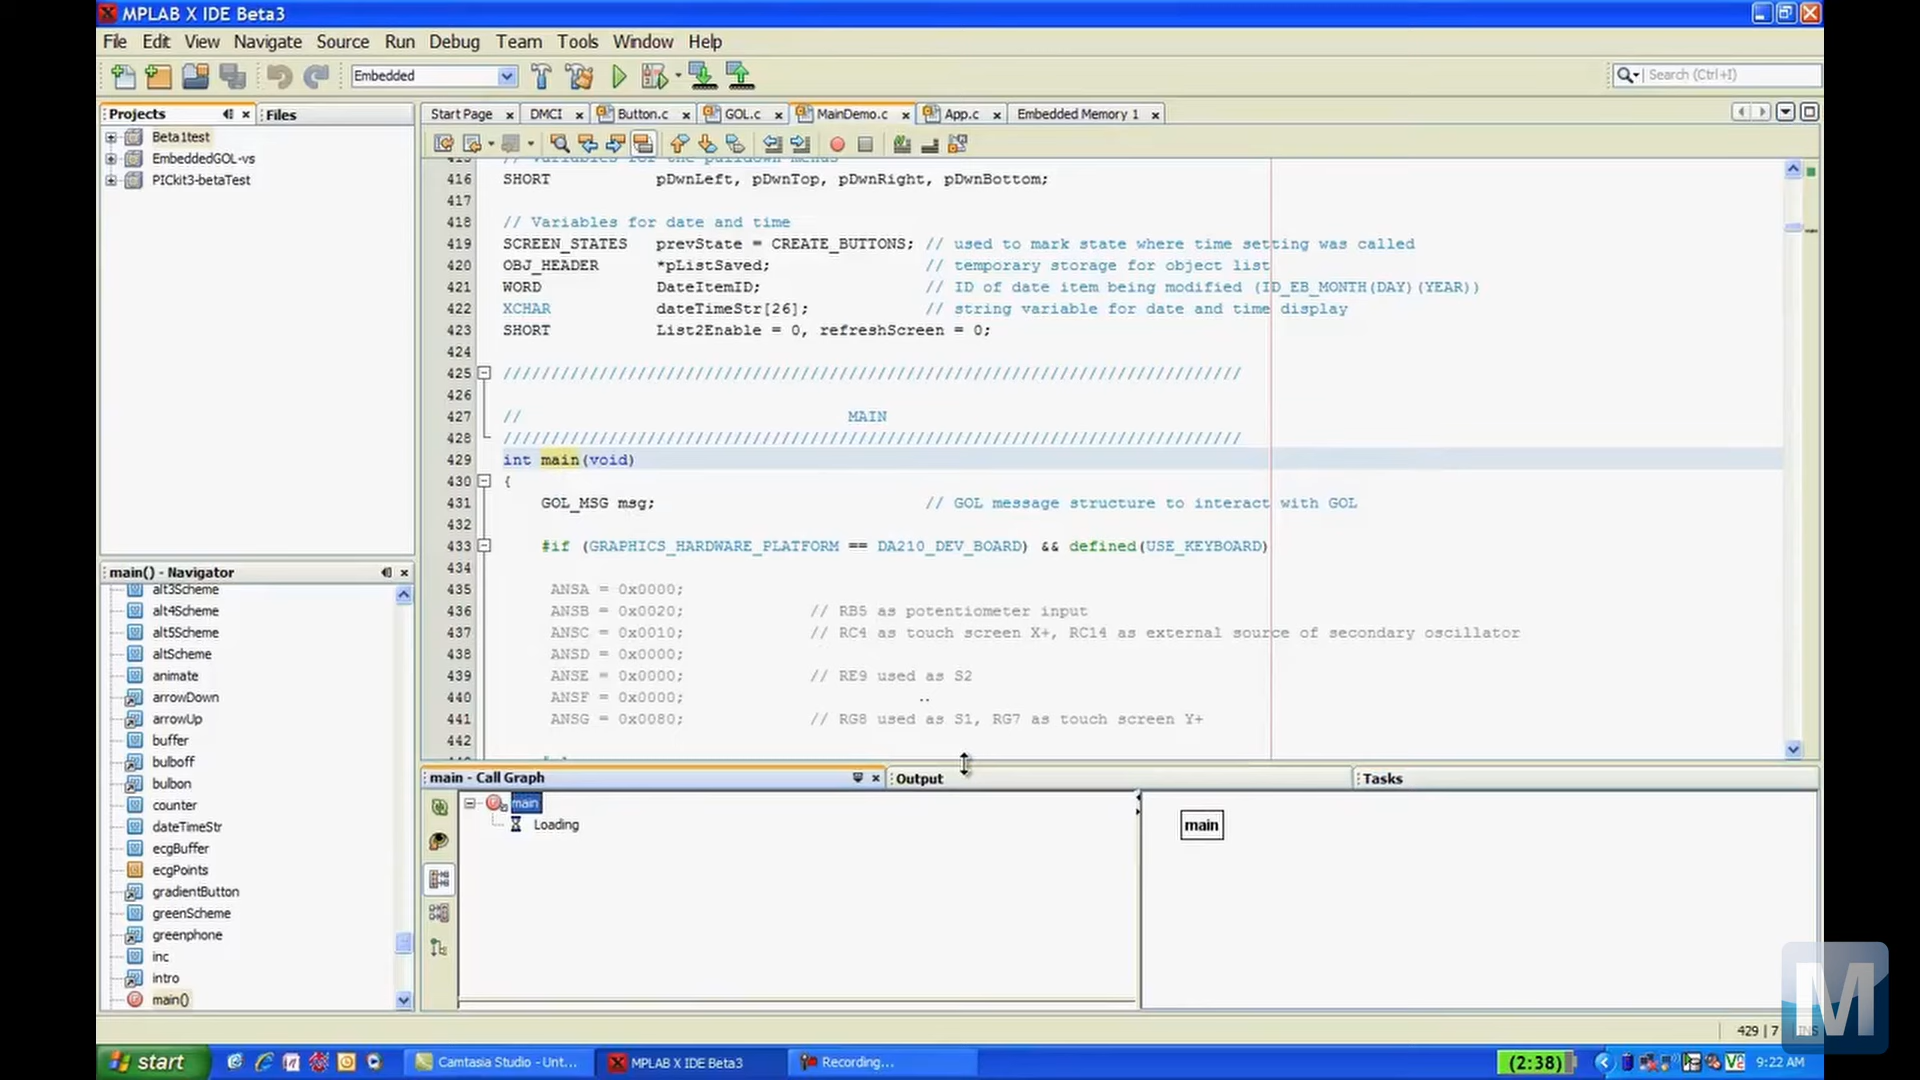 MPLAB X IDE Beta3
File Edit View Navigate Source Run Debug Team Tools Window Help
Embedded
Search (Ctrl+I)
Projects
Files
Beta1test
EmbeddedGOL-vs
PICkit3-betaTest
Start Page DMCI Button.c GOL.c MainDemo.c App.c Embedded Memory 1
416 SHORT pDwnLeft, pDwnTop, pDwnRight, pDwnBottom;
417
418 // Variables for date and time
419 SCREEN_STATES prevState = CREATE_BUTTONS; // used to mark state where time setting was called
420 OBJ_HEADER *pListSaved; // temporary storage for object list
421 WORD DateItemID; // ID of date item being modified (ID_EB_MONTH(DAY)(YEAR))
422 XCHAR dateTimeStr[26]; // string variable for date and time display
423 SHORT List2Enable = 0, refreshScreen = 0;
424
425 /////////////////////////////////////////////////////////////////////////////
426
427 // MAIN
428 /////////////////////////////////////////////////////////////////////////////
429 int main(void)
430 {
431 GOL_MSG msg; // GOL message structure to interact with GOL
432
433 #if (GRAPHICS_HARDWARE_PLATFORM == DA210_DEV_BOARD) && defined(USE_KEYBOARD)
434
435 ANSA = 0x0000;
436 ANSB = 0x0020; // RB5 as potentiometer input
437 ANSC = 0x0010; // RC4 as touch screen X+, RC14 as external source of secondary oscillator
438 ANSD = 0x0000;
439 ANSE = 0x0000; // RE9 used as S2
440 ANSF = 0x0000;
441 ANSG = 0x0080; // RG8 used as S1, RG7 as touch screen Y+
442
main() - Navigator
alt3Scheme
alt4Scheme
alt5Scheme
altScheme
animate
arrowDown
arrowUp
buffer
bulboff
bulbon
counter
dateTimeStr
ecgBuffer
ecgPoints
gradientButton
greenScheme
greenphone
inc
intro
main()
main - Call Graph
Output
Tasks
main
Loading
main
429 | 7 INS
start
Camtasia Studio - Unt...
MPLAB X IDE Beta3
Recording...
(2:38)
9:22 AM
M